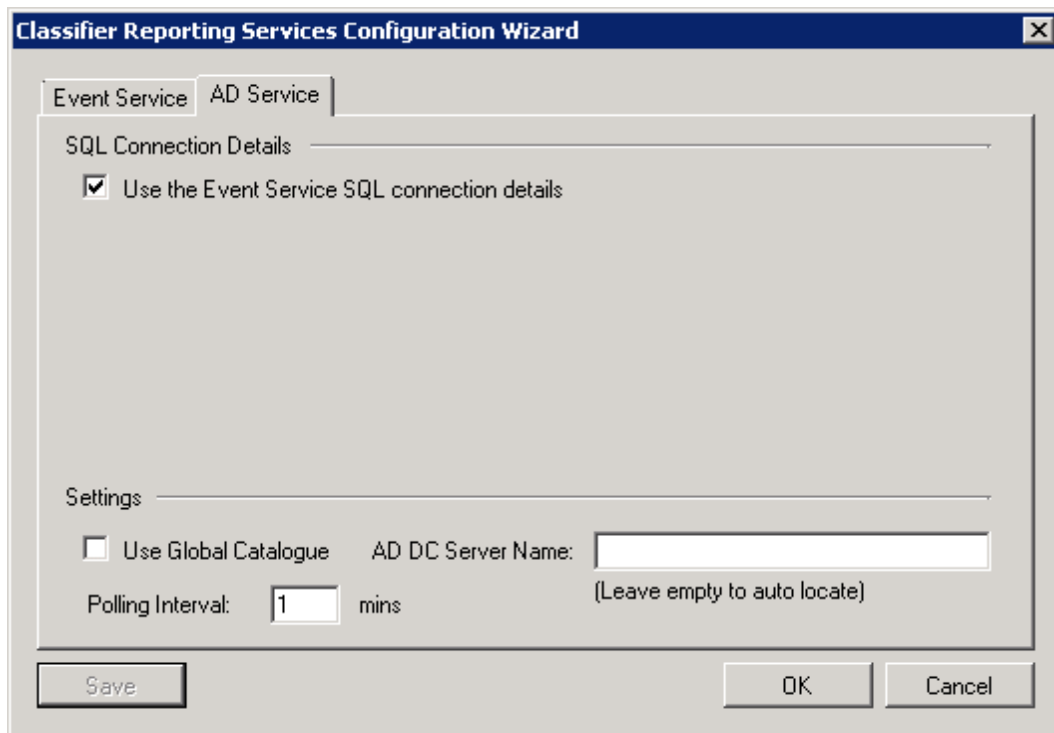 Classifier Reporting Services Configuration Wizard
Event Service
AD Service
SQL Connection Details
Use the Event Service SQL connection details
Settings
Use Global Catalogue
AD DC Server Name:
(Leave empty to auto locate)
Polling Interval: 1 mins
Save
OK
Cancel